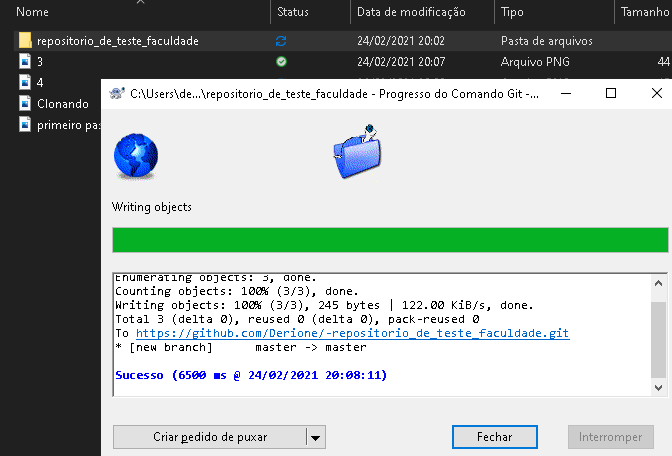 Nome Status Data de modificação Tipo Tamanho
repositorio_de_teste_faculdade 24/02/2021 20:02 Pasta de arquivos
3 24/02/2021 20:07 Arquivo PNG 44
4
Clonando
primeiro pas
C:\Users\de...\repositorio_de_teste_faculdade - Progresso do Comando Git -...
Writing objects
Enumerating objects: 3, done.
Counting objects: 100% (3/3), done.
Writing objects: 100% (3/3), 245 bytes | 122.00 KiB/s, done.
Total 3 (delta 0), reused 0 (delta 0), pack-reused 0
To https://github.com/Derione/-repositorio_de_teste_faculdade.git
* [new branch] master -> master
Sucesso (6500 ms @ 24/02/2021 20:08:11)
Criar pedido de puxar Fechar Interromper